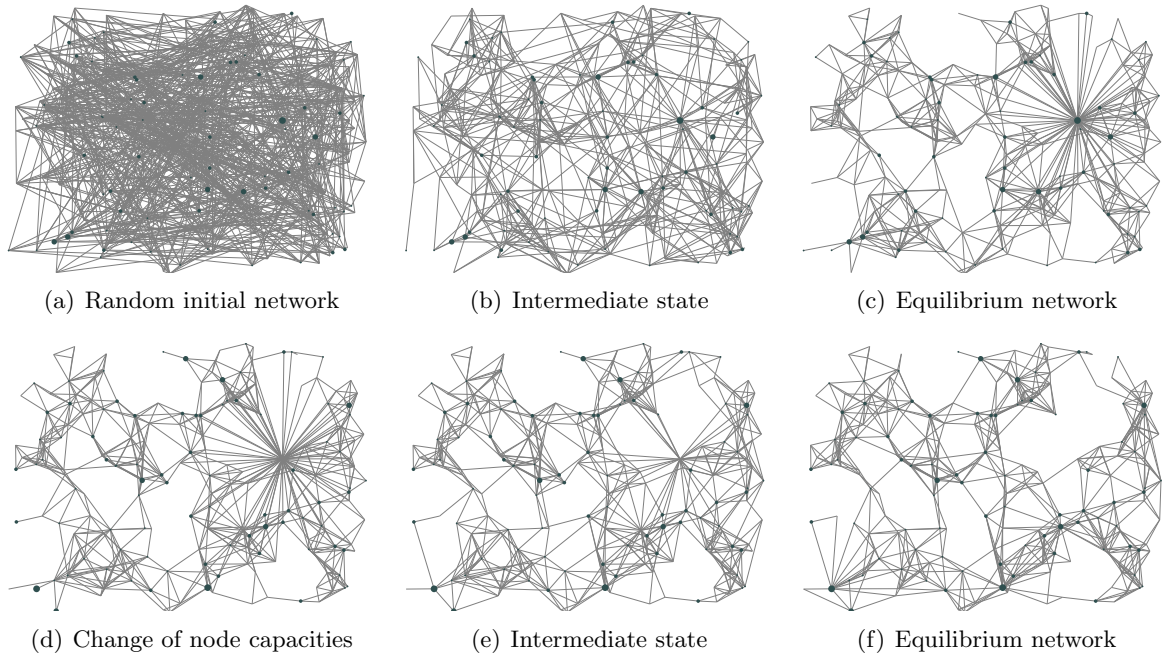 (a) Random initial network
(b) Intermediate state
(c) Equilibrium network
(d) Change of node capacities
(e) Intermediate state
(f) Equilibrium network